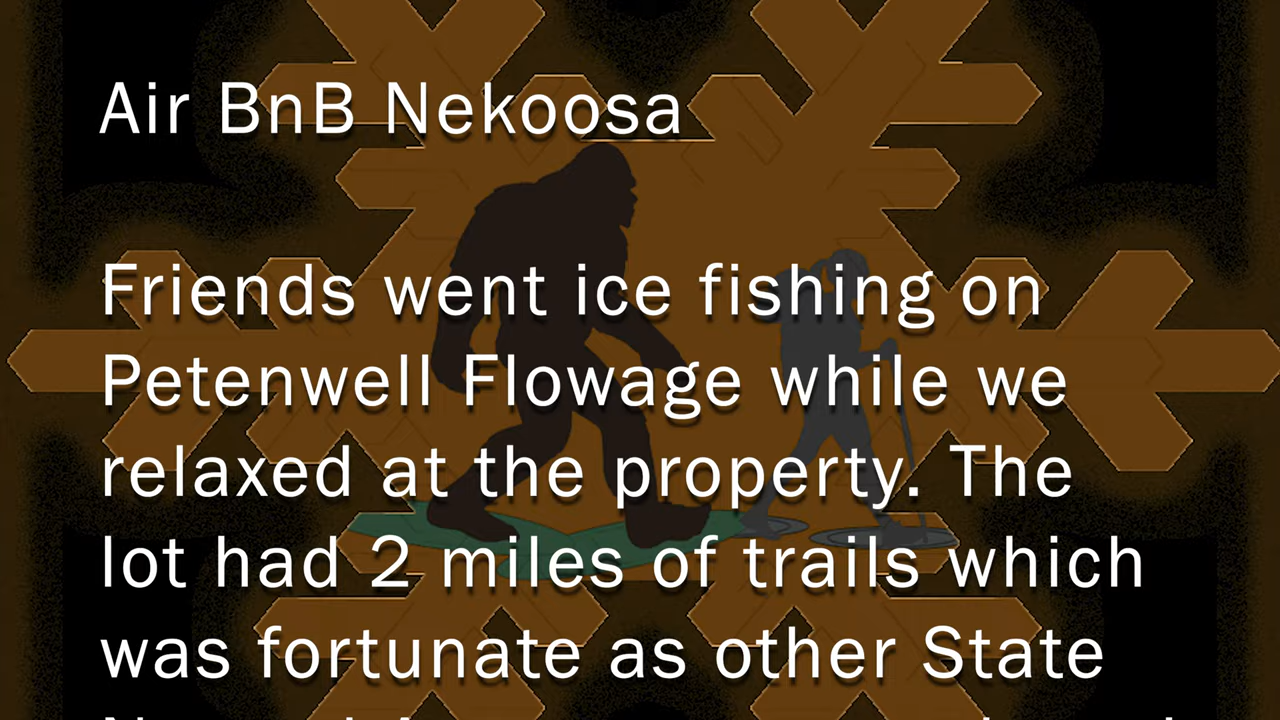 Air BnB Nekoosa
Friends went ice fishing on
Petenwell Flowage while we
relaxed at the property. The
lot had 2 miles of trails which
was fortunate as other State